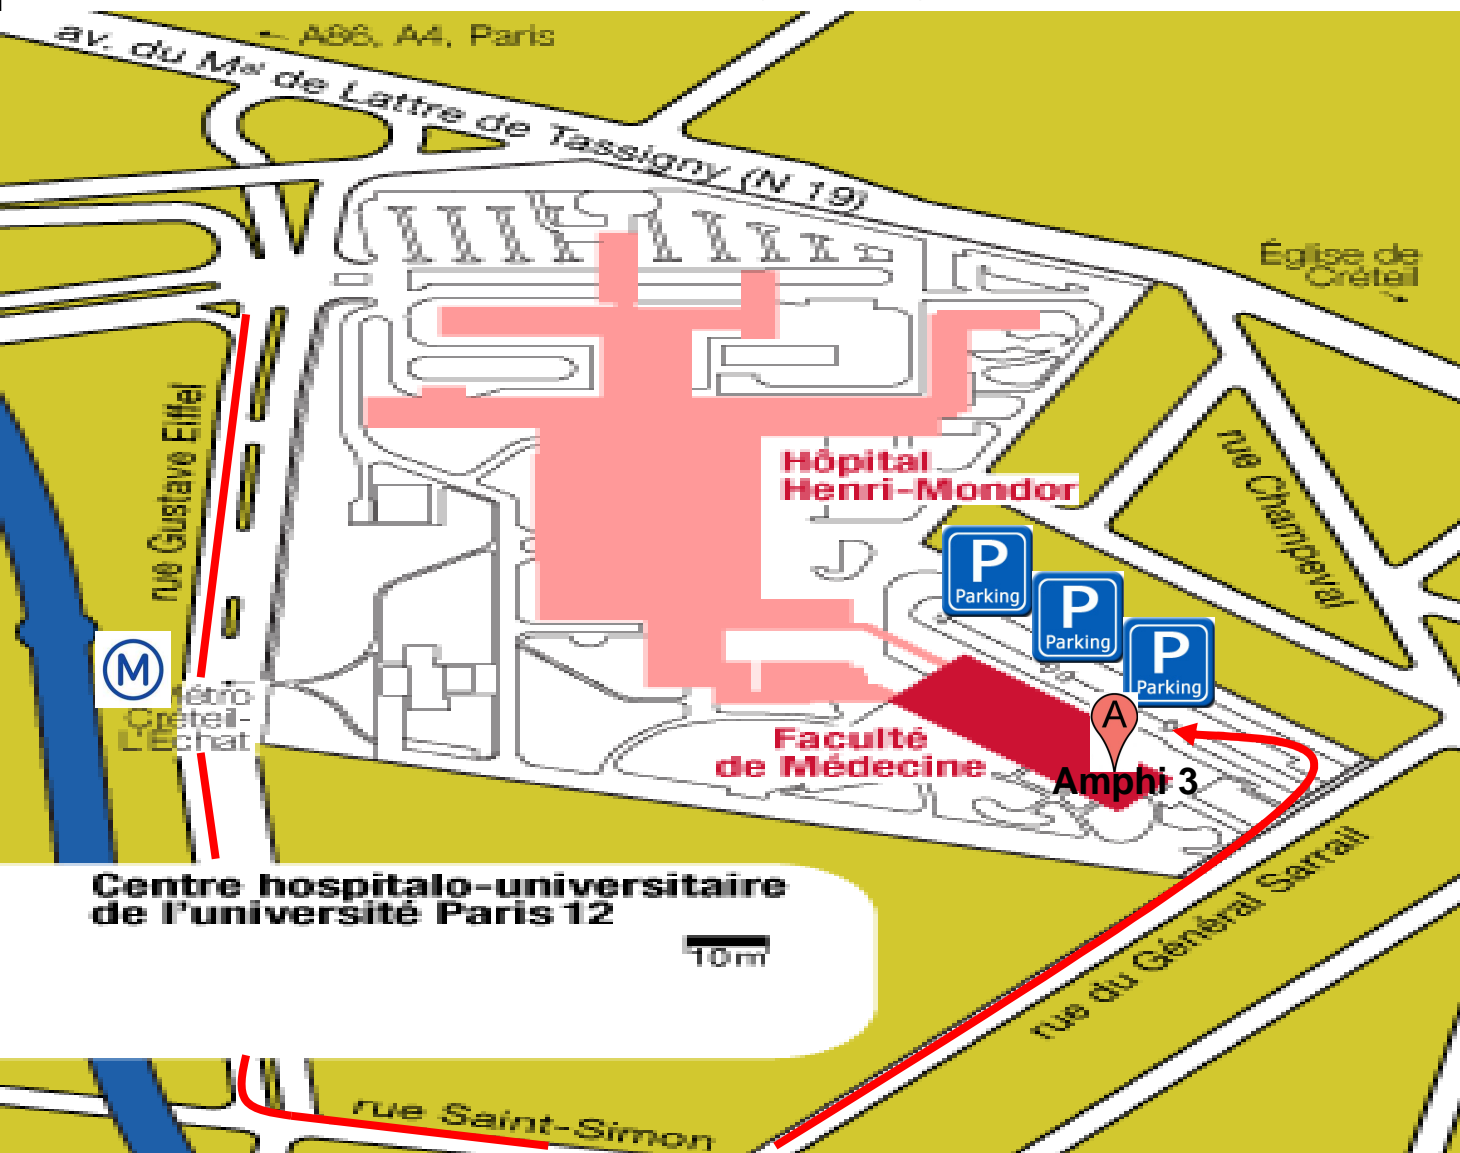 ← A86, A4, Paris
av. du Mal de Lattre de Tassigny (N 19)
Église de
Créteil
→
rue Gustave Eiffel
rue Champeval
Hôpital
Henri-Mondor
P
Parking
P
Parking
P
Parking
M
Métro
Créteil-
L'Échat
A
Faculté
de Médecine
Amphi 3
rue du Général Sarrail
Centre hospitalo-universitaire
de l'université Paris 12
10 m
rue Saint-Simon